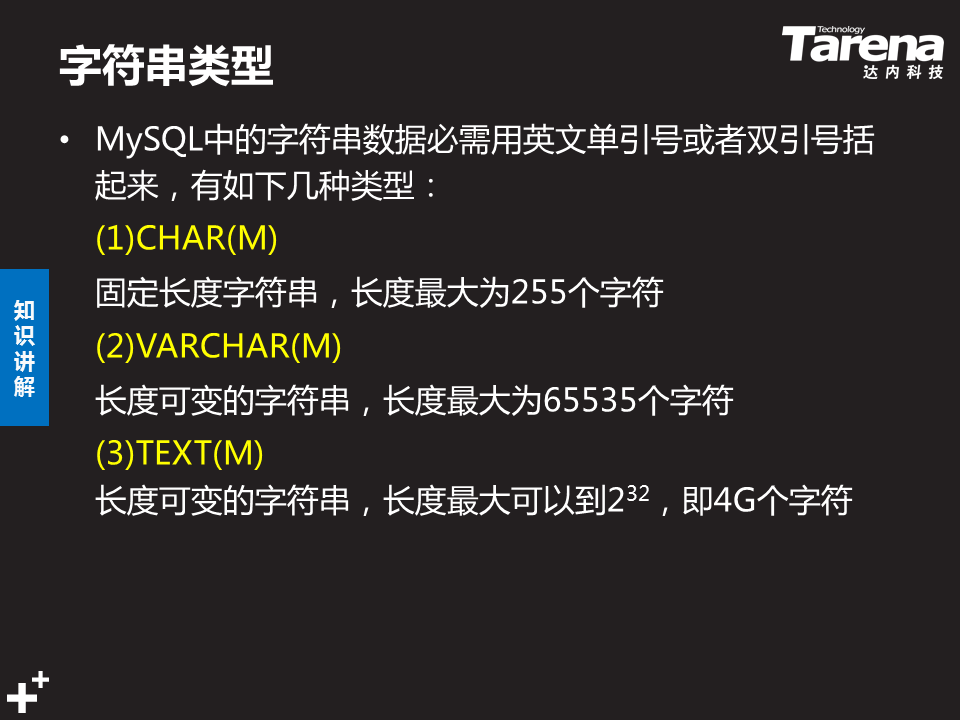 字符串类型
Technology
Tarena
达内科技
• MySQL中的字符串数据必需用英文单引号或者双引号括
起来，有如下几种类型：
(1)CHAR(M)
固定长度字符串，长度最大为255个字符
(2)VARCHAR(M)
长度可变的字符串，长度最大为65535个字符
(3)TEXT(M)
长度可变的字符串，长度最大可以到2³²，即4G个字符
知
识
讲
解